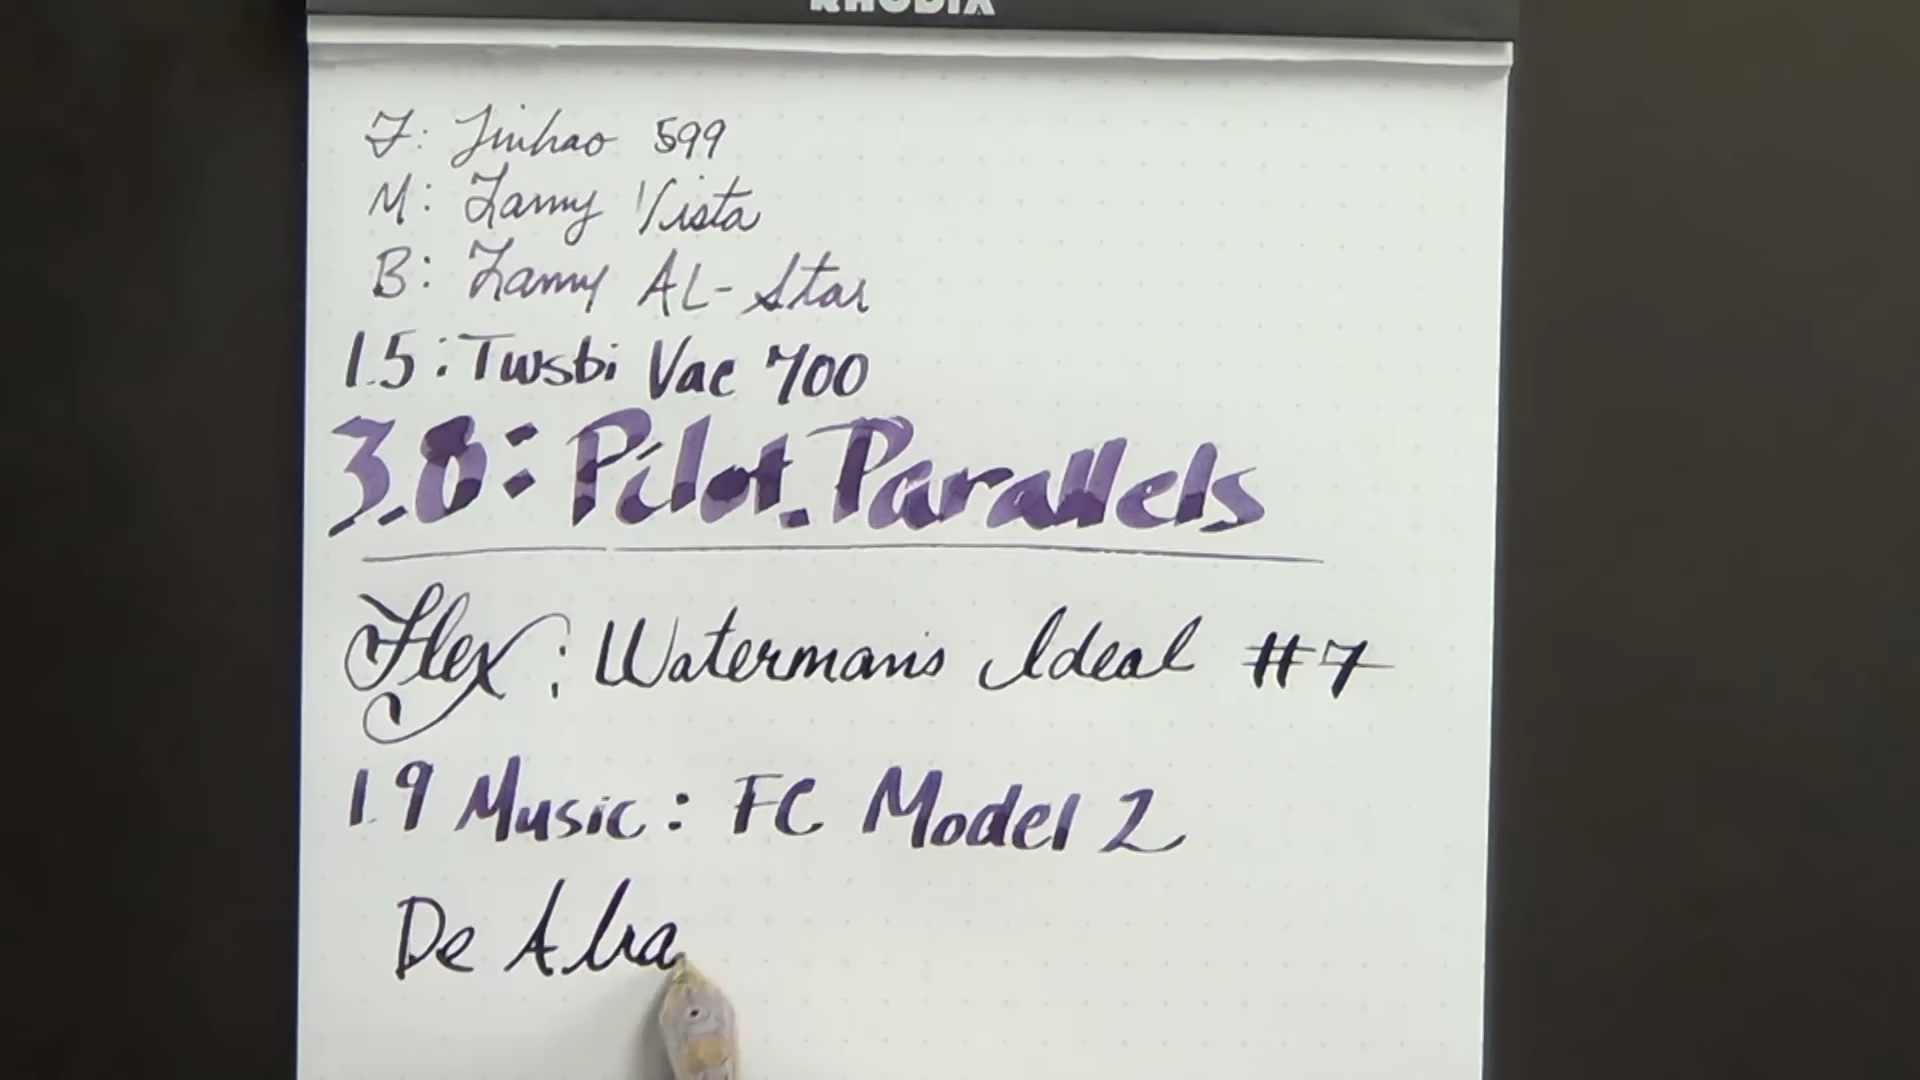 RHODIA
F: Jinhao 599
M: Lamy Vista
B: Lamy AL-Star
1.5: Twsbi Vac 700
3.8: Pilot Parallels
Flex: Waterman's Ideal #7
1.9 Music: FC Model 2
De Atra